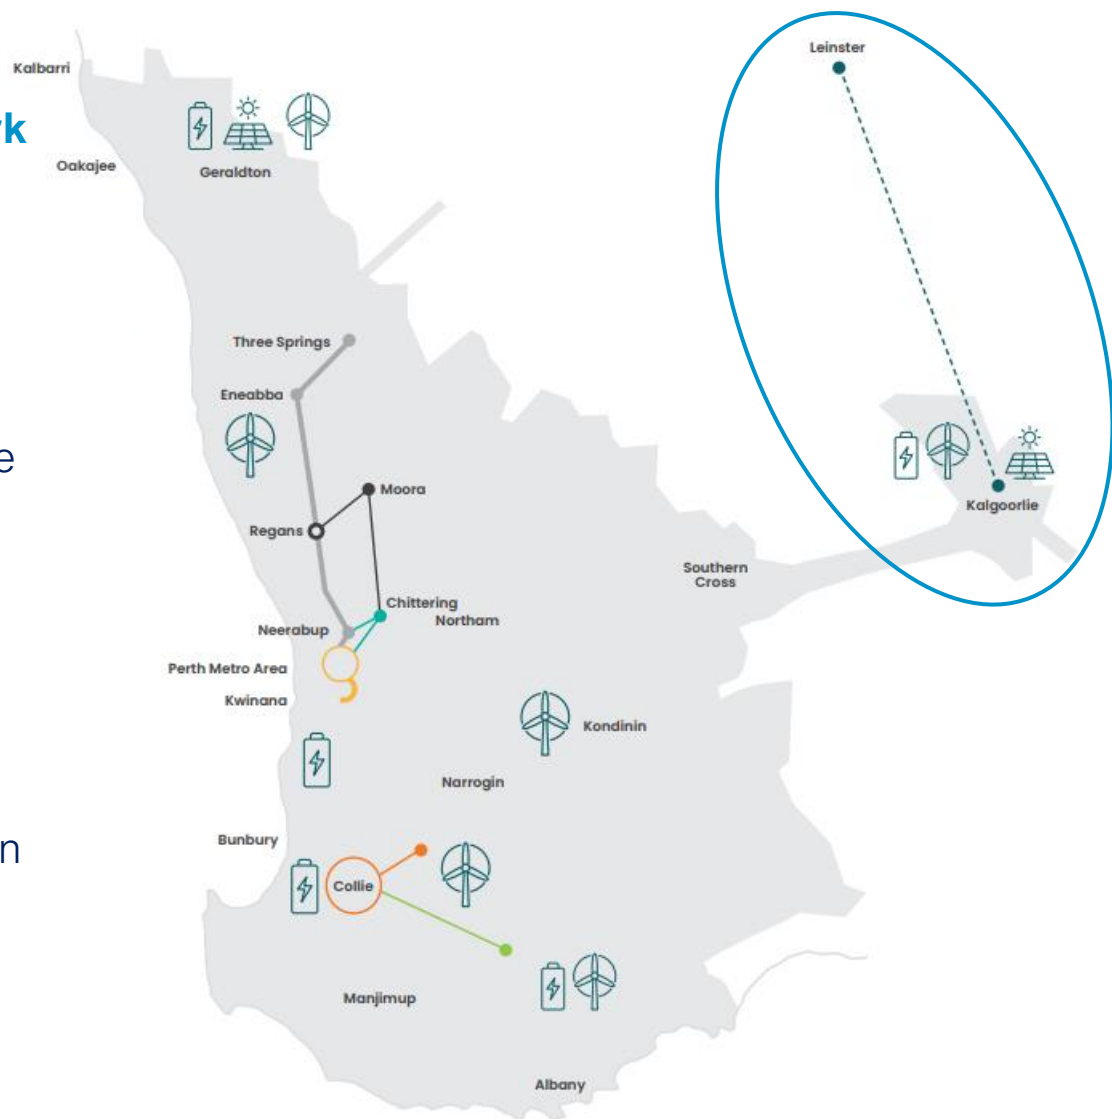 Leinster
Kalbarri
rk
Oakajee
Geraldton
Three Springs
Eneabba
e
Moora
Regans
Kalgoorlie
Southern
Cross
Chittering
Northam
Neerabup
Perth Metro Area
Kwinana
Kondinin
Narrogin
Bunbury
n
Collie
Manjimup
Albany